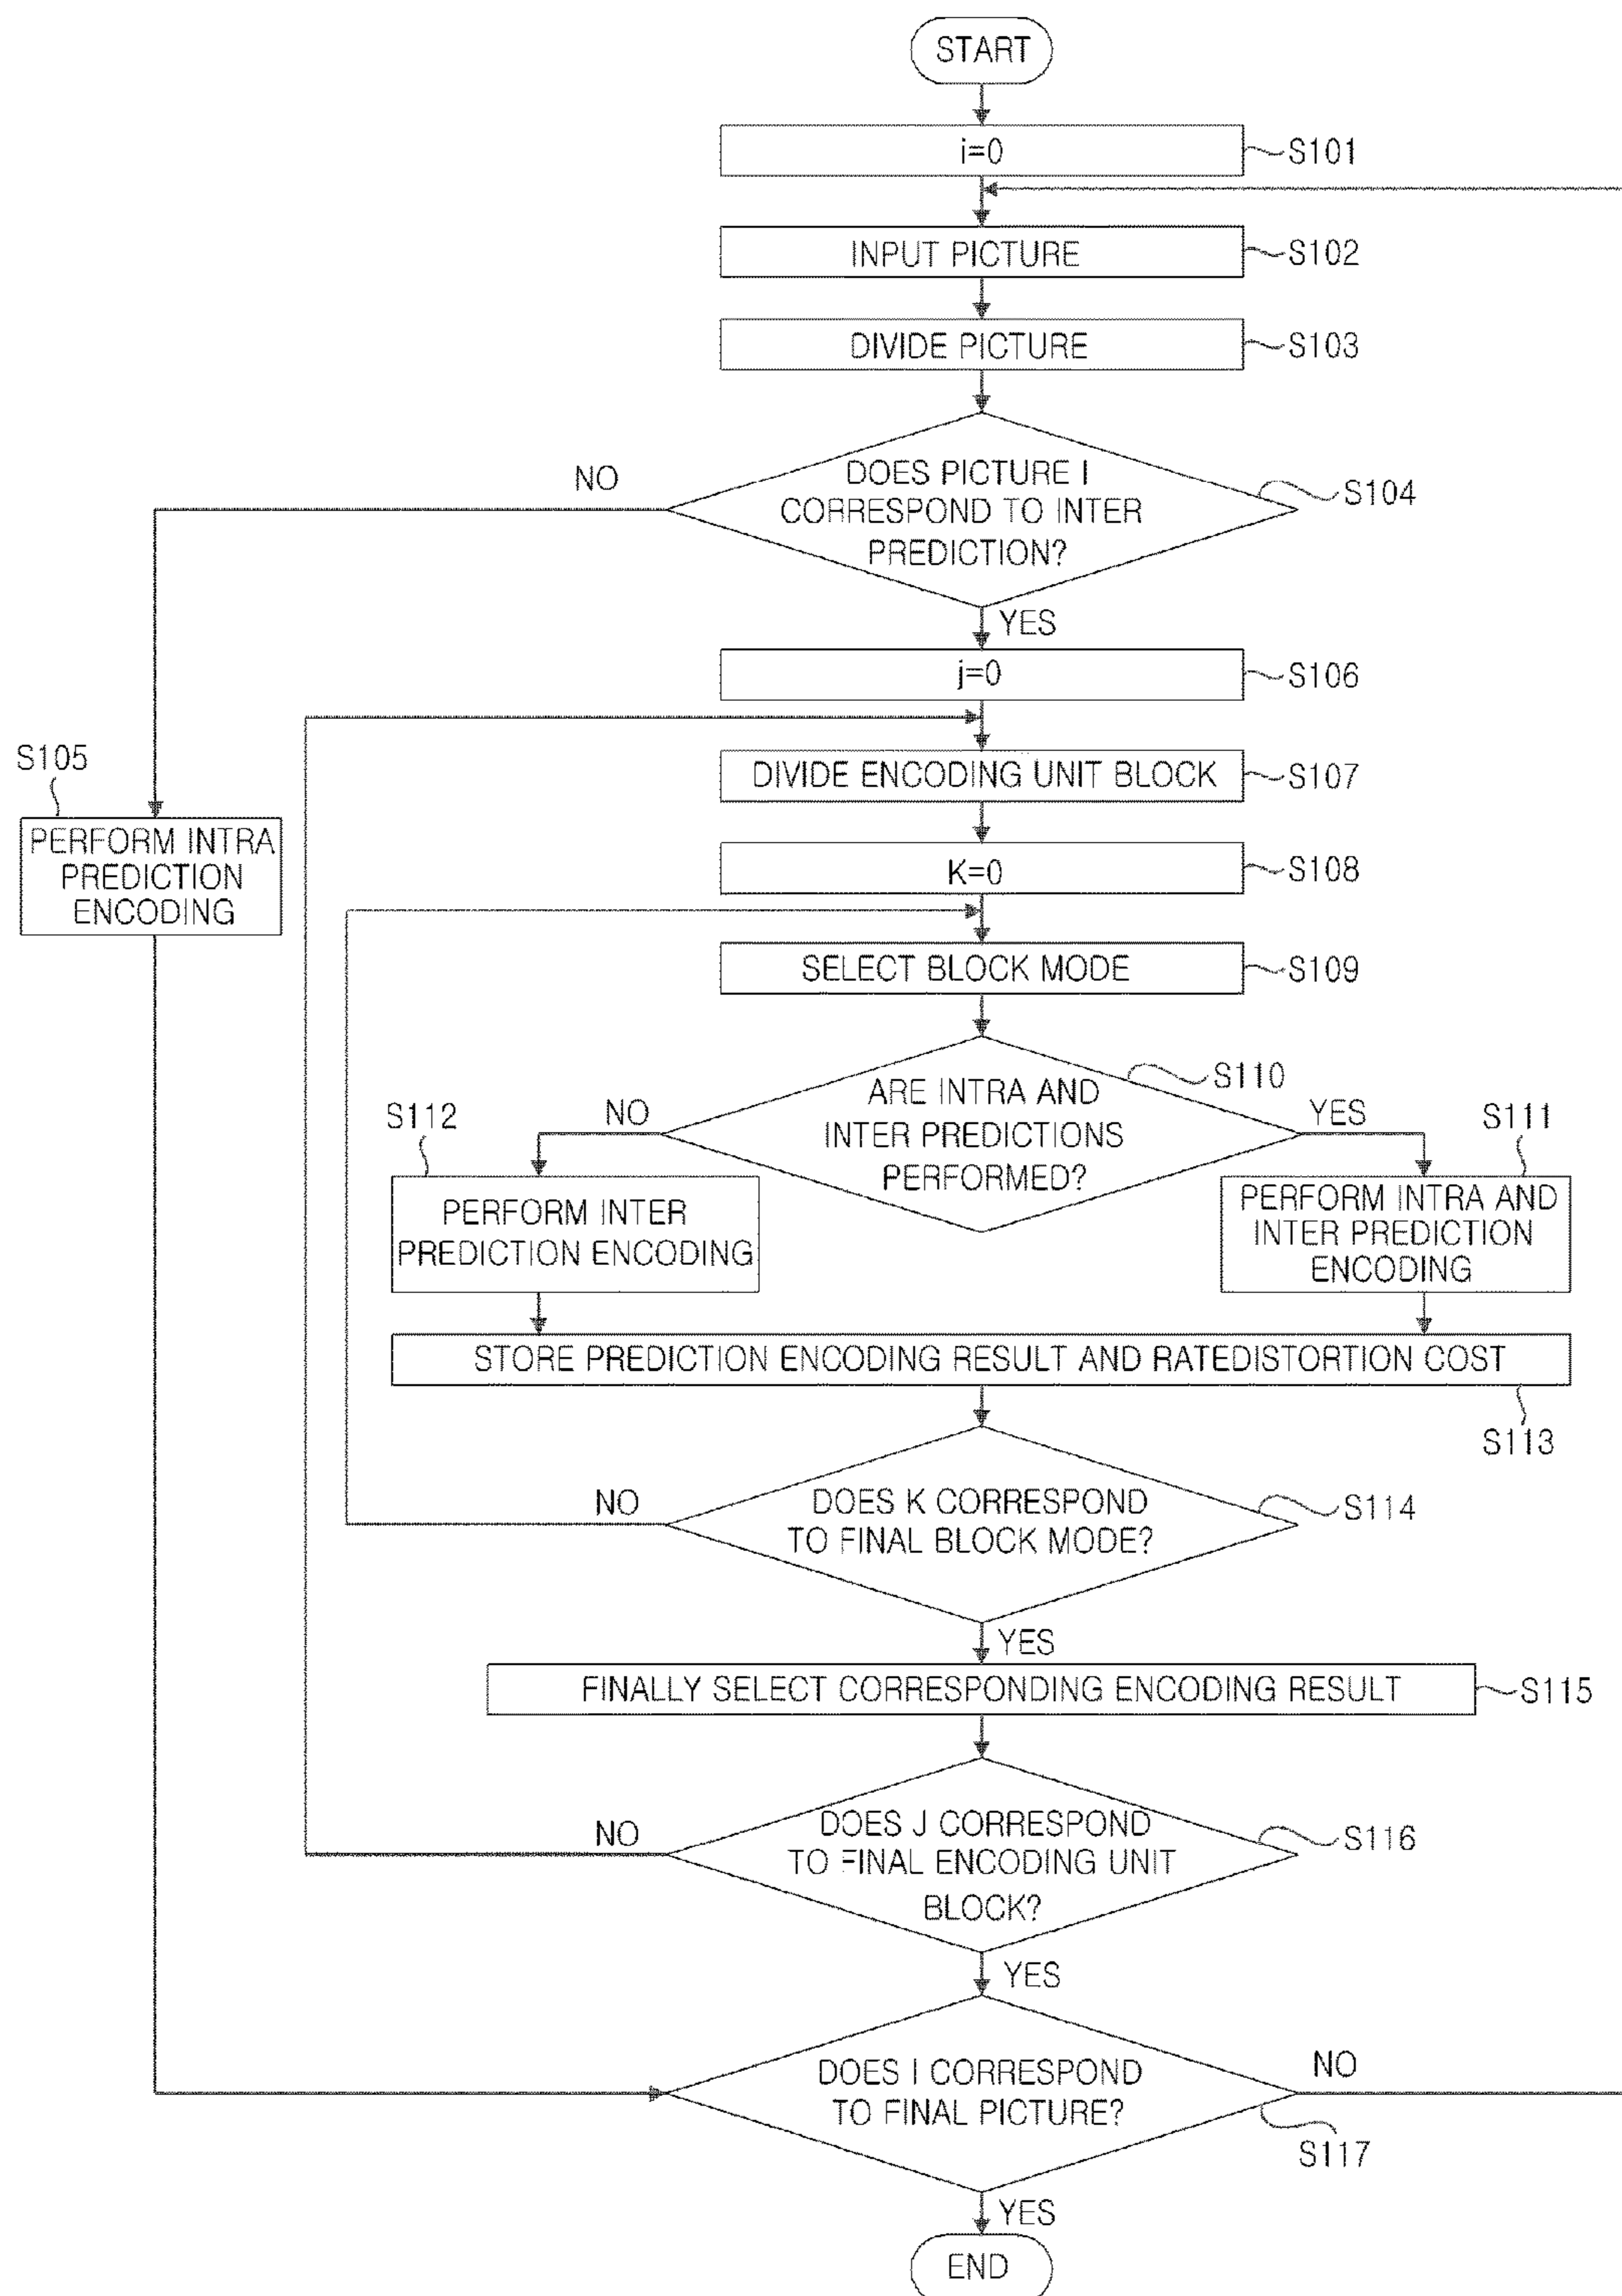 START
i=0
S101
INPUT PICTURE
S102
DIVIDE PICTURE
S103
NO
DOES PICTURE I
CORRESPOND TO INTER
PREDICTION?
S104
YES
j=0
S106
S105
PERFORM INTRA
PREDICTION
ENCODING
DIVIDE ENCODING UNIT BLOCK
S107
K=0
S108
SELECT BLOCK MODE
S109
ARE INTRA AND
INTER PREDICTIONS
PERFORMED?
S110
NO
YES
S112
S111
PERFORM INTER
PREDICTION ENCODING
PERFORM INTRA AND
INTER PREDICTION
ENCODING
STORE PREDICTION ENCODING RESULT AND RATEDISTORTION COST
S113
NO
DOES K CORRESPOND
TO FINAL BLOCK MODE?
S114
YES
FINALLY SELECT CORRESPONDING ENCODING RESULT
S115
NO
DOES J CORRESPOND
TO FINAL ENCODING UNIT
BLOCK?
S116
YES
DOES I CORRESPOND
TO FINAL PICTURE?
NO
S117
YES
END